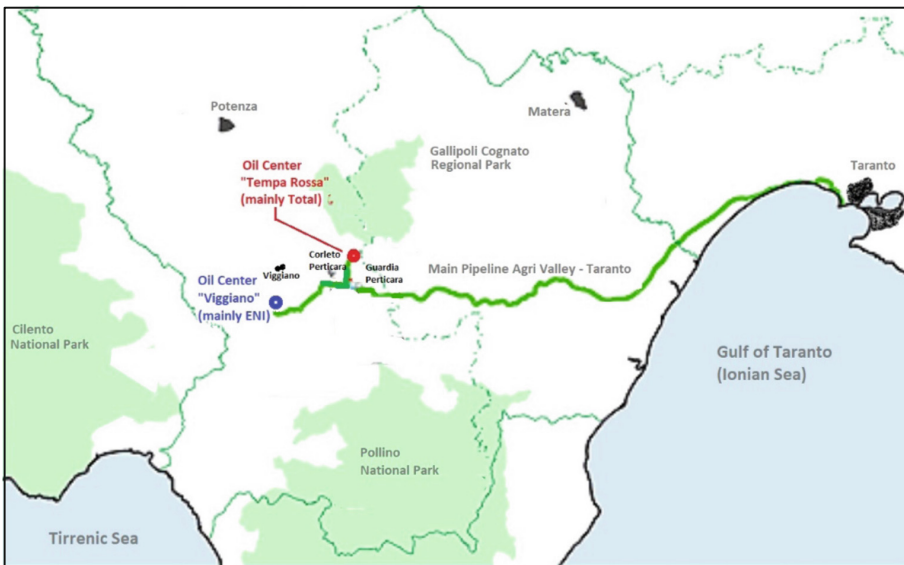 Potenza
Matera
Gallipoli Cognato
Regional Park
Oil Center
"Tempa Rossa"
(mainly Total)
Taranto
Corleto
Perticara
Guardia
Perticara
Viggiano
Main Pipeline Agri Valley - Taranto
Oil Center
"Viggiano"
(mainly ENI)
Cilento
National Park
Gulf of Taranto
(Ionian Sea)
Pollino
National Park
Tirrenic Sea